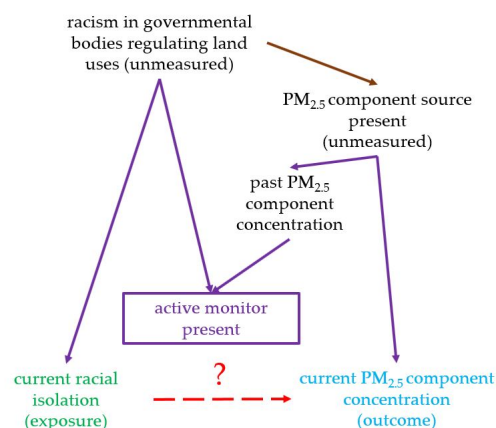 racism in governmental
bodies regulating land
uses (unmeasured)
PM2.5 component source
present
(unmeasured)
past PM2.5
component
concentration
active monitor
present
?
current racial
isolation
(exposure)
current PM2.5 component
concentration
(outcome)